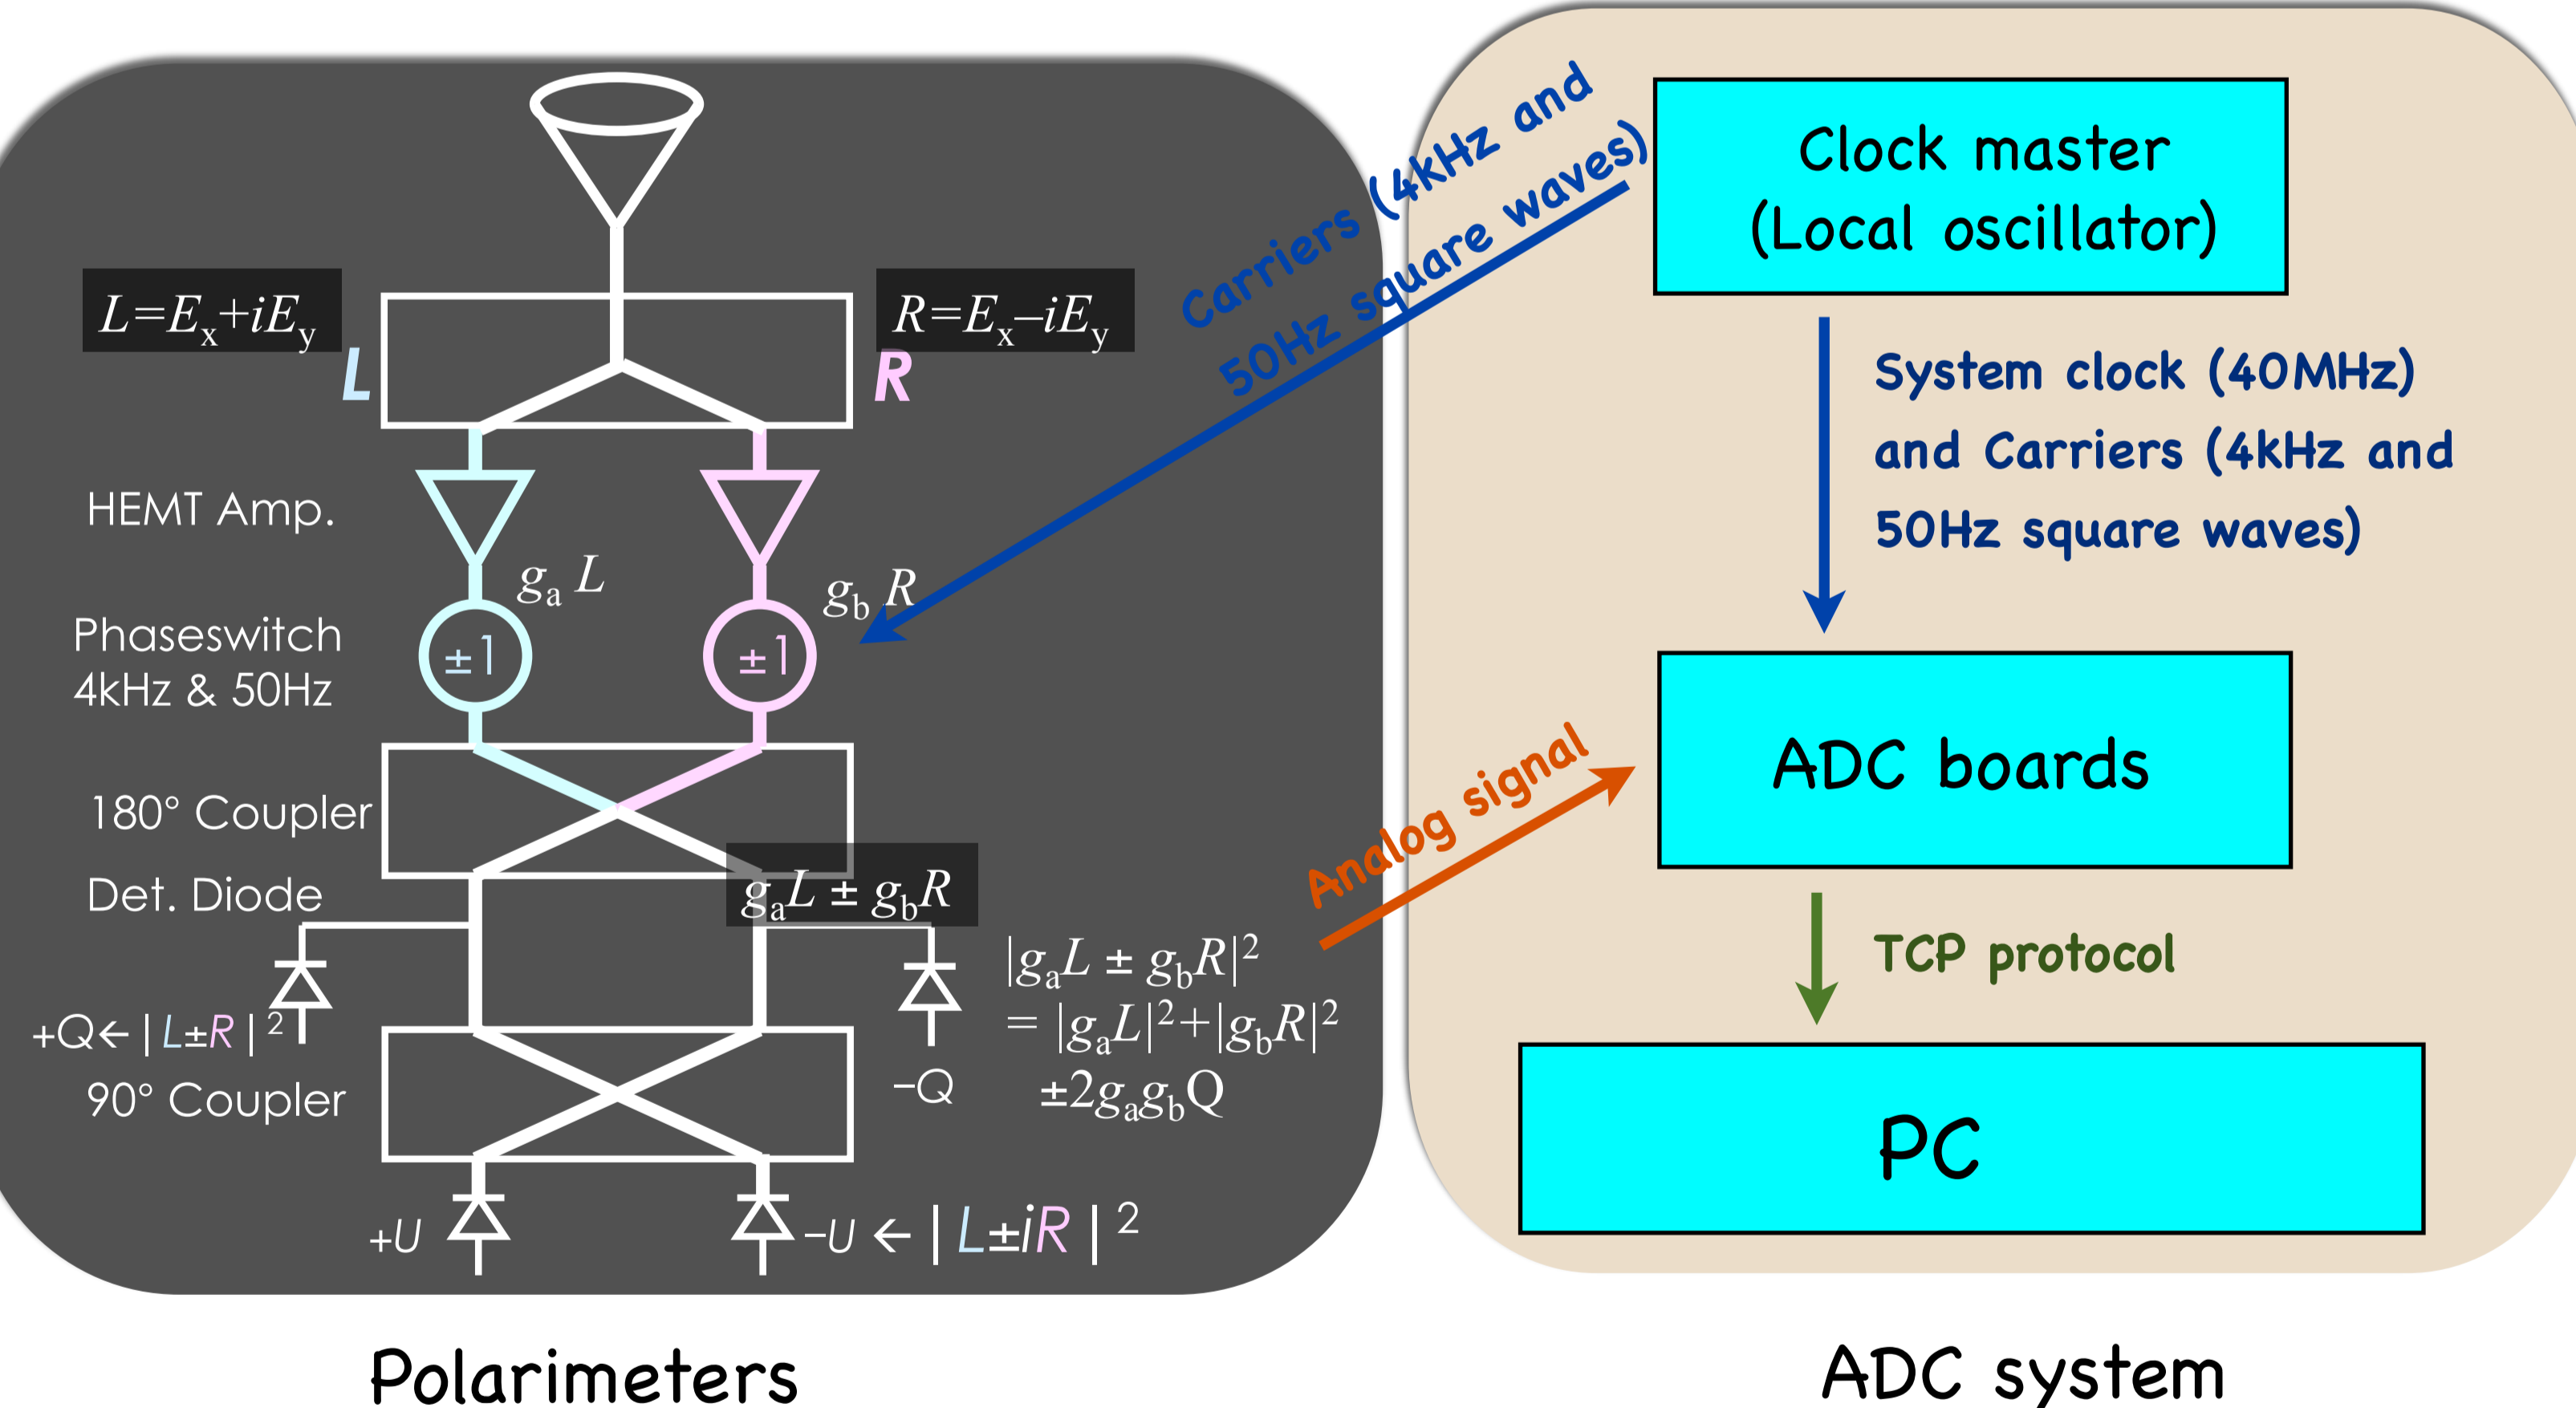 L=Ex+iEy
R=Ex−iEy
L
R
HEMT Amp.
ga L
gb R
Phaseswitch
4kHz & 50Hz
±1
±1
180° Coupler
Det. Diode
gaL ± gbR
+Q←|L±R|²
−Q
|gaL ± gbR|²
= |gaL|²+|gbR|²
±2gagbQ
90° Coupler
+U
−U ← |L±iR|²
Polarimeters
Carriers (4kHz and
50Hz square waves)
Analog signal
Clock master
(Local oscillator)
System clock (40MHz)
and Carriers (4kHz and
50Hz square waves)
ADC boards
TCP protocol
PC
ADC system